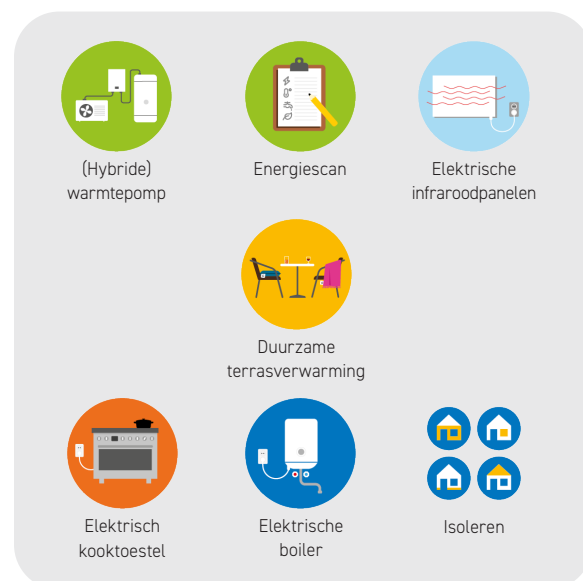 (Hybride)
warmtepomp
Energiescan
Elektrische
infraroodpanelen
Duurzame
terrasverwarming
Elektrisch
kooktoestel
Elektrische
boiler
Isoleren